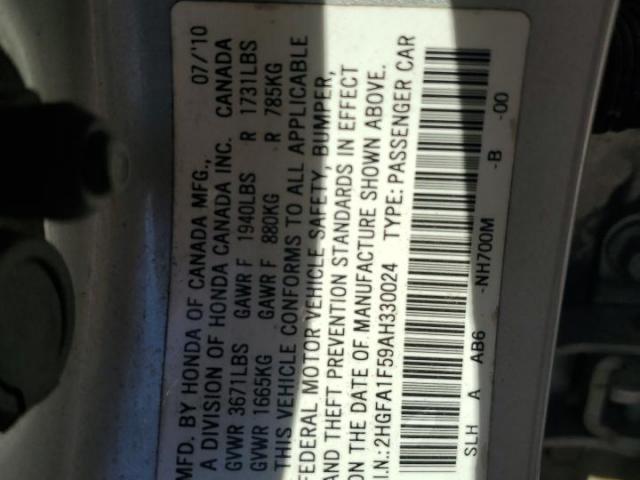 MFD. BY HONDA OF CANADA MFG., 07/'10
A DIVISION OF HONDA CANADA INC. CANADA
GVWR 3671LBS GAWR F 1940LBS R 1731LBS
GVWR 1665KG GAWR F 880KG R 785KG
THIS VEHICLE CONFORMS TO ALL APPLICABLE
FEDERAL MOTOR VEHICLE SAFETY, BUMPER,
AND THEFT PREVENTION STANDARDS IN EFFECT
ON THE DATE OF MANUFACTURE SHOWN ABOVE.
I.N.:2HGFA1F59AH330024 TYPE: PASSENGER CAR
SLH A AB6 -NH700M -B -00